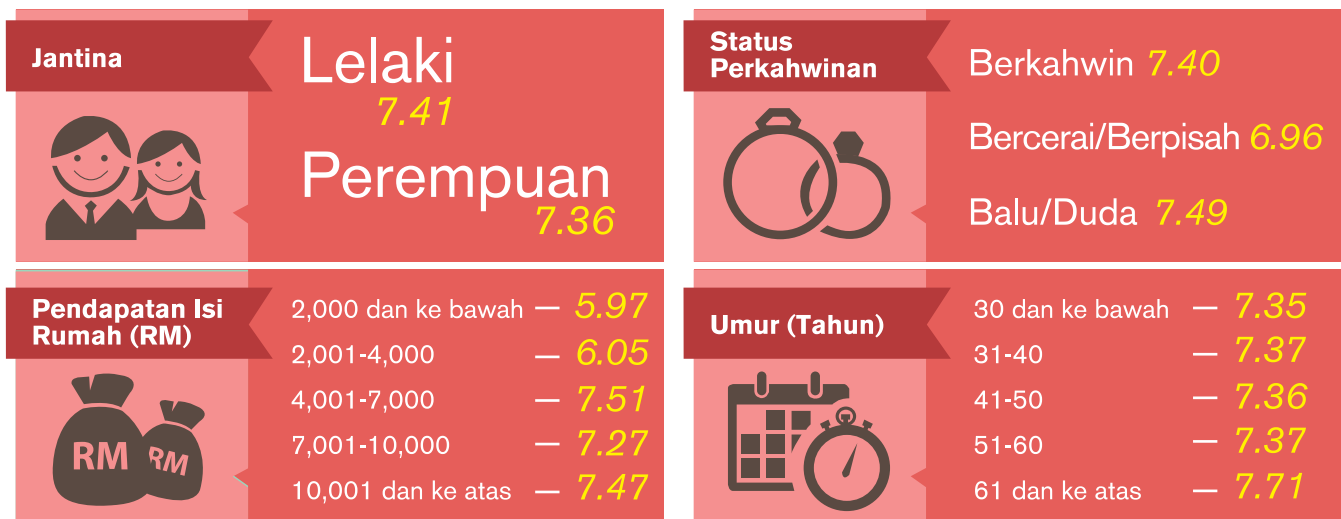 Jantina
Lelaki
7.41
Perempuan
7.36
Status
Perkahwinan
Berkahwin 7.40
Bercerai/Berpisah 6.96
Balu/Duda 7.49
Pendapatan Isi
Rumah (RM)
2,000 dan ke bawah — 5.97
2,001-4,000 — 6.05
4,001-7,000 — 7.51
7,001-10,000 — 7.27
10,001 dan ke atas — 7.47
RM
RM
Umur (Tahun)
30 dan ke bawah — 7.35
31-40 — 7.37
41-50 — 7.36
51-60 — 7.37
61 dan ke atas — 7.71